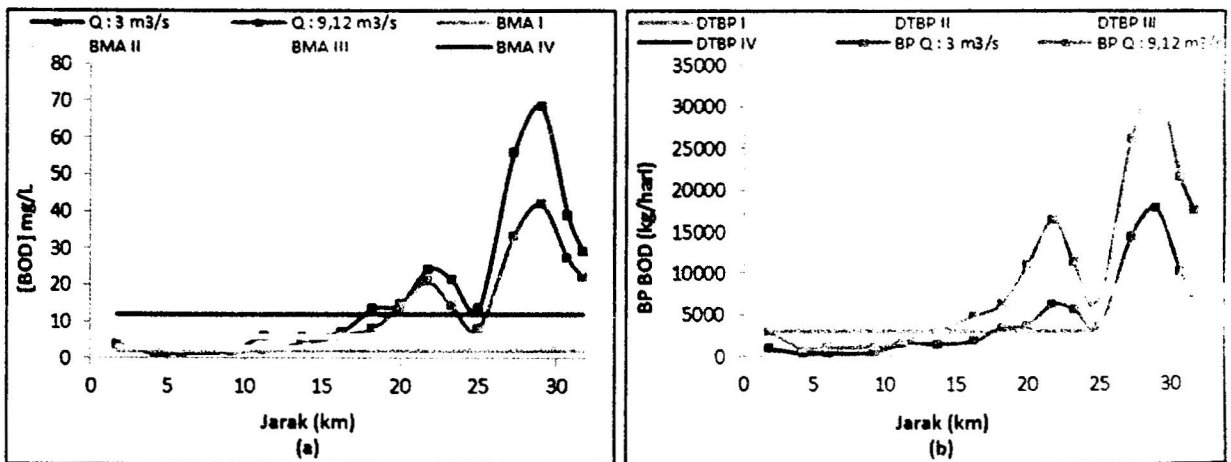 Q : 3 m3/s Q : 9,12 m3/s BMA I
BMA II BMA III BMA IV
80
70
60
50
40
30
20
10
0
[BOD] mg/L
0 5 10 15 20 25 30
Jarak (km)
(a)
DTBP I DTBP II DTBP III
DTBP IV BP Q : 3 m3/s BP Q : 9,12 m3/s
35000
30000
25000
20000
15000
10000
5000
0
BP BOD (kg/hari)
0 5 10 15 20 25 30
Jarak (km)
(b)